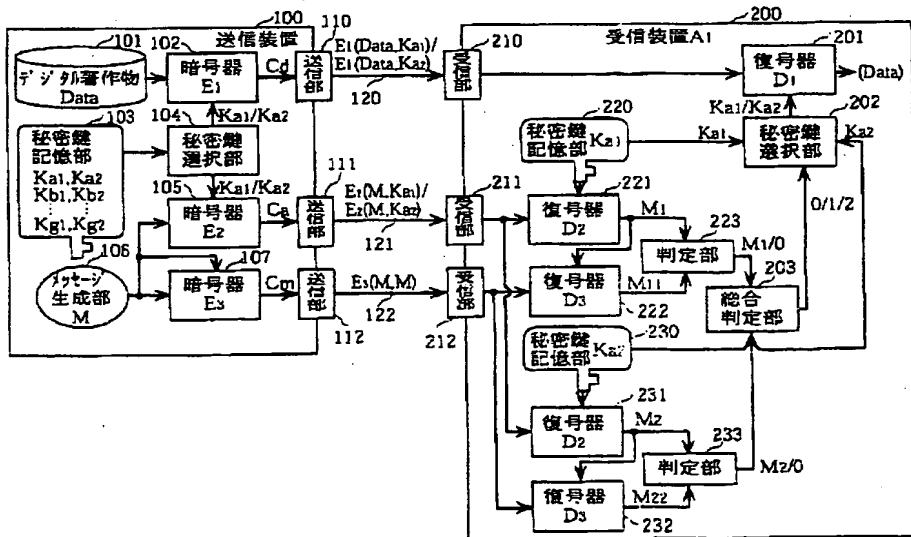 100
送信装置
101
デジタル著作物
Data
102
暗号器
E1
Cd
110
送信部
E1(Data,Ka1)/
E1(Data,Ka2)
120
103
秘密鍵
記憶部
Ka1,Ka2
Kb1,Kb2
⋮
Kg1,Kg2
104
Ka1/Ka2
秘密鍵
選択部
105
Ka1/Ka2
暗号器
E2
Ca
111
送信部
E2(M,Ka1)/
E2(M,Ka2)
121
106
メッセージ
生成部
M
107
暗号器
E3
Cm
送信部
112
E3(M,M)
122
200
受信装置A1
210
受信部
201
復号器
D1
(Data)
Ka1/Ka2
202
秘密鍵
選択部
Ka1
Ka2
0/1/2
220
秘密鍵
記憶部
Ka1
211
受信部
221
復号器
D2
M1
223
判定部
M1/0
203
総合
判定部
受信部
212
復号器
D3
M11
222
230
秘密鍵
記憶部
Ka2
231
復号器
D2
M2
233
判定部
M2/0
復号器
D3
M22
232